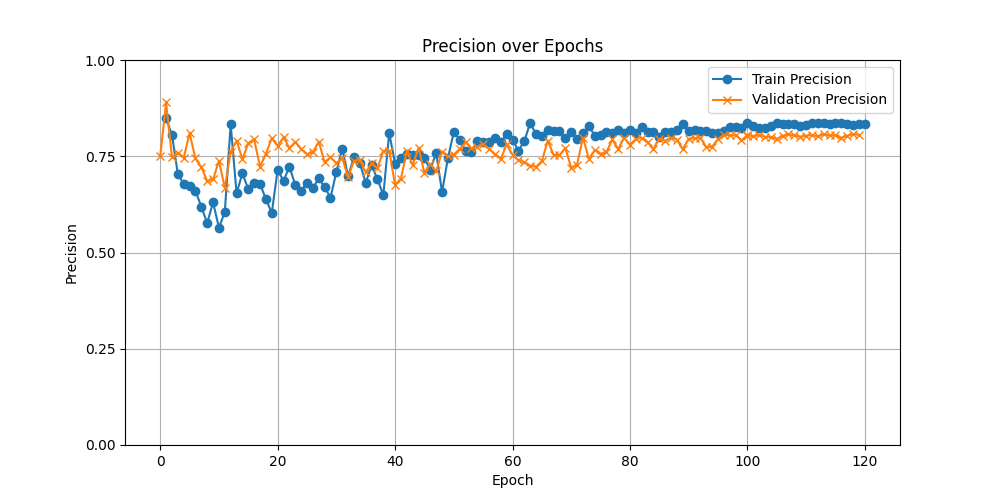 Precision over Epochs
Train Precision
Validation Precision
1.00
0.75
0.50
0.25
0.00
Precision
0 20 40 60 80 100 120
Epoch